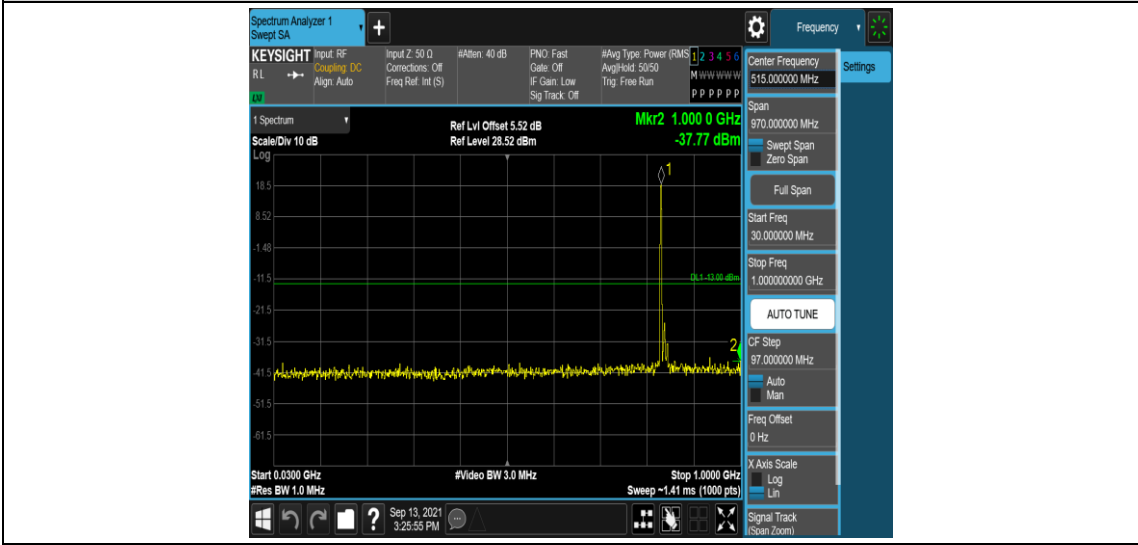 Spectrum Analyzer 1
Swept SA
+
Frequency
KEYSIGHT
RL
LM
Input: RF
Coupling: DC
Align: Auto
Input Z: 50 Ω
Corrections: Off
Freq Ref: Int (S)
#Atten: 40 dB
PNO: Fast
Gate: Off
IF Gain: Low
Sig Track: Off
#Avg Type: Power (RMS
Avg|Hold: 50/50
Trig: Free Run
1 2 3 4 5 6
M W W W W W
P P P P P P
1 Spectrum
Scale/Div 10 dB
Ref Lvl Offset 5.52 dB
Ref Level 28.52 dBm
Mkr2 1.000 0 GHz
-37.77 dBm
Log
1
18.5
8.52
-1.48
-11.5
DL1 -13.00 dBm
-21.5
-31.5
2
-41.5
-51.5
-61.5
Start 0.0300 GHz
#Res BW 1.0 MHz
#Video BW 3.0 MHz
Stop 1.0000 GHz
Sweep ~1.41 ms (1000 pts)
?
Sep 13, 2021
3:25:55 PM
Center Frequency
515.000000 MHz
Settings
Span
970.000000 MHz
Swept Span
Zero Span
Full Span
Start Freq
30.000000 MHz
Stop Freq
1.000000000 GHz
AUTO TUNE
CF Step
97.000000 MHz
Auto
Man
Freq Offset
0 Hz
X Axis Scale
Log
Lin
Signal Track
(Span Zoom)